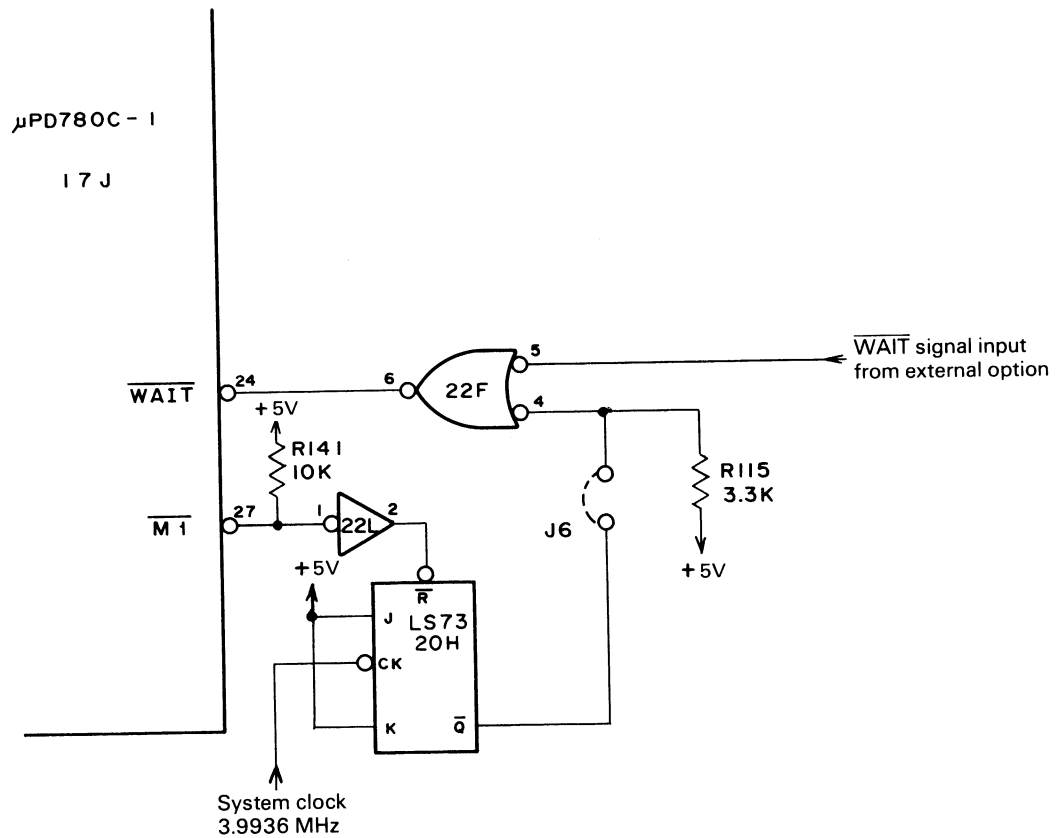 µPD780C-1
17J
WAIT
24
6
22F
5
4
WAIT signal input
from external option
+5V
R141
10K
M1
27
1
22L
2
J6
R115
3.3K
+5V
+5V
R
J
LS73
20H
CK
K
Q
System clock
3.9936 MHz